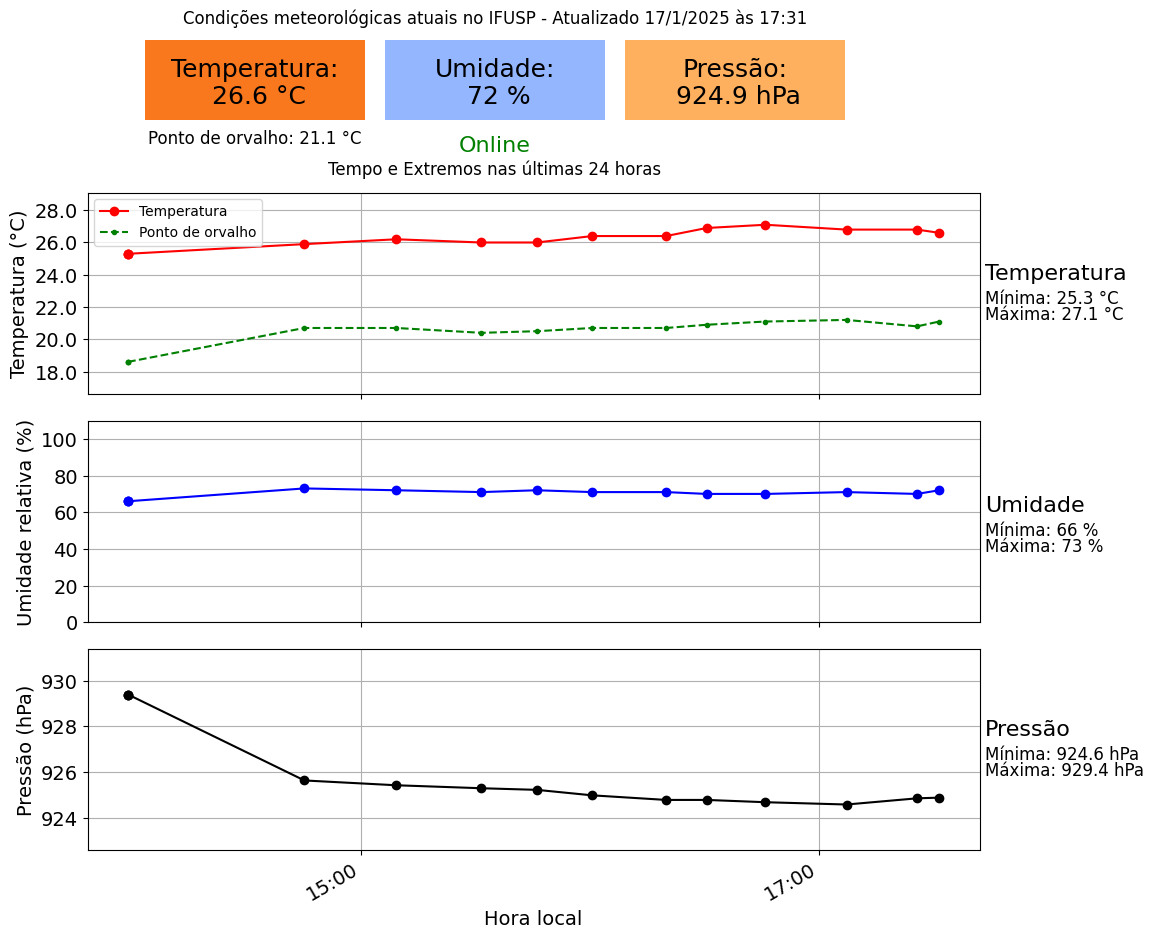 Condições meteorológicas atuais no IFUSP - Atualizado 17/1/2025 às 17:31
Temperatura:
26.6 °C
Umidade:
72 %
Pressão:
924.9 hPa
Ponto de orvalho: 21.1 °C
Online
Tempo e Extremos nas últimas 24 horas
Temperatura (°C)
28.0
26.0
24.0
22.0
20.0
18.0
Temperatura
Ponto de orvalho
Temperatura
Mínima: 25.3 °C
Máxima: 27.1 °C
Umidade relativa (%)
100
80
60
40
20
0
Umidade
Mínima: 66 %
Máxima: 73 %
Pressão (hPa)
930
928
926
924
Pressão
Mínima: 924.6 hPa
Máxima: 929.4 hPa
15:00
17:00
Hora local